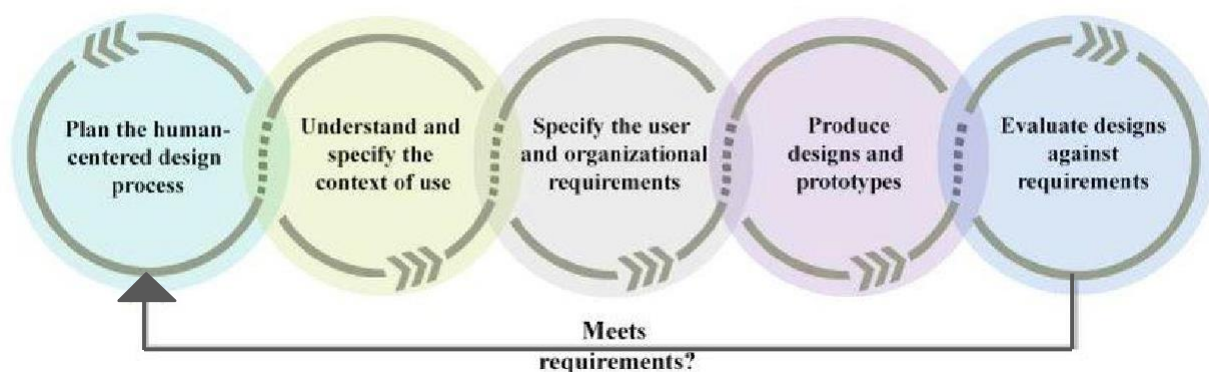 Plan the human-
centered design
process
Understand and
specify the
context of use
Specify the user
and organizational
requirements
Produce
designs and
prototypes
Evaluate designs
against
requirements
Meets
requirements?